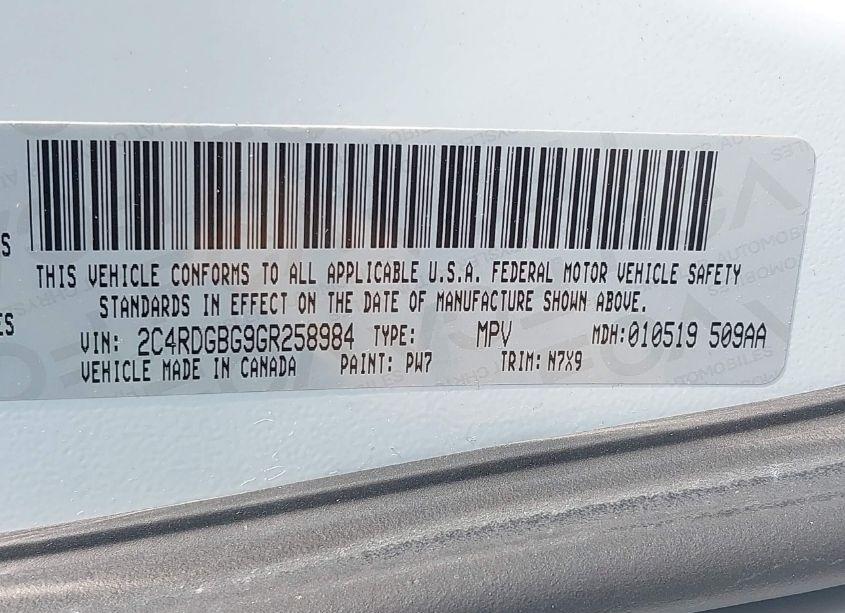 THIS VEHICLE CONFORMS TO ALL APPLICABLE U.S.A. FEDERAL MOTOR VEHICLE SAFETY
STANDARDS IN EFFECT ON THE DATE OF MANUFACTURE SHOWN ABOVE.
VIN: 2C4RDGBG9GR258984 TYPE: MPV MDH:010519 509AA
VEHICLE MADE IN CANADA PAINT: PW7 TRIM: N7X9
S
ES